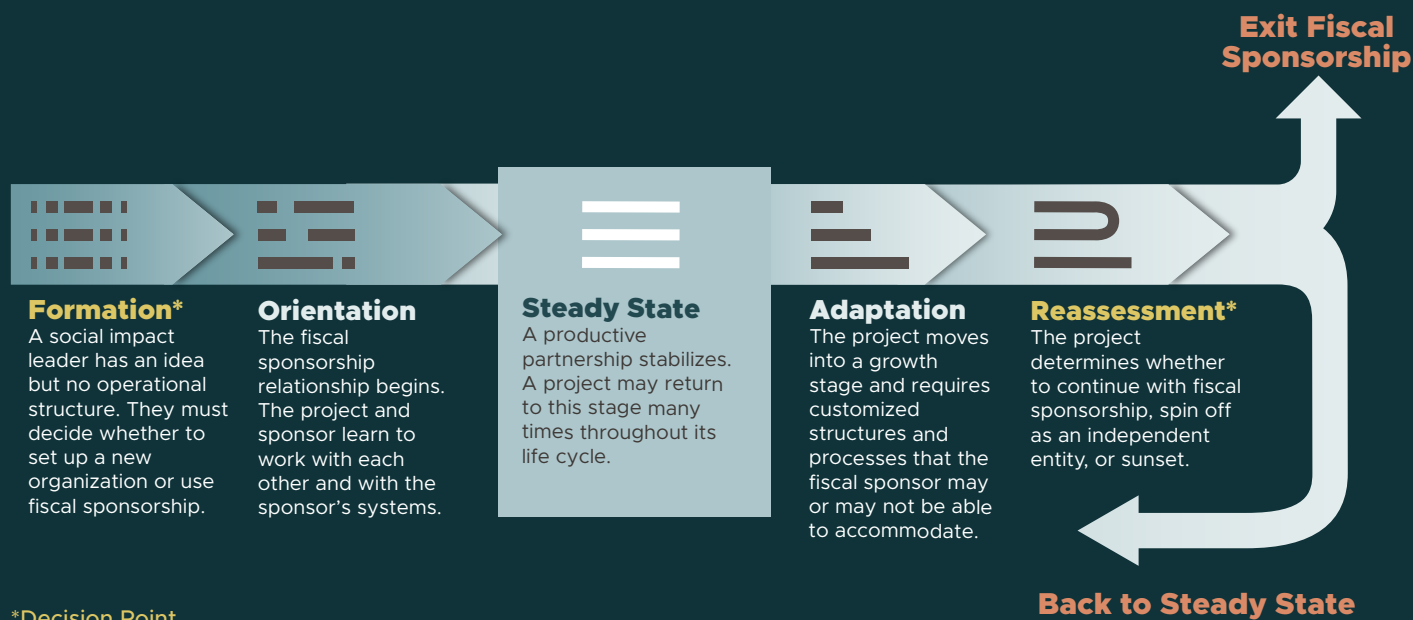 Exit Fiscal
Sponsorship
Formation*
A social impact
leader has an idea
but no operational
structure. They must
decide whether to
set up a new
organization or use
fiscal sponsorship.
Orientation
The fiscal
sponsorship
relationship begins.
The project and
sponsor learn to
work with each
other and with the
sponsor’s systems.
Steady State
A productive
partnership stabilizes.
A project may return
to this stage many
times throughout its
life cycle.
Adaptation
The project moves
into a growth
stage and requires
customized
structures and
processes that the
fiscal sponsor may
or may not be able
to accommodate.
Reassessment*
The project
determines whether
to continue with fiscal
sponsorship, spin off
as an independent
entity, or sunset.
Back to Steady State
*Decision Point